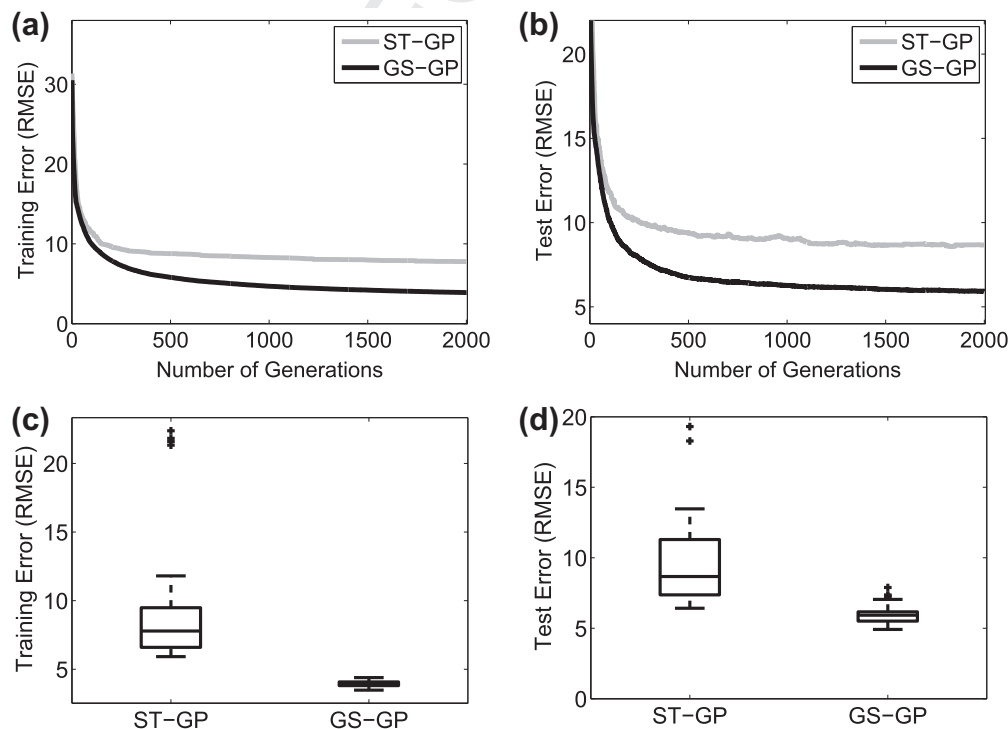 (a)
ST−GP
GS−GP
Training Error (RMSE)
30
20
10
0
0 500 1000 1500 2000
Number of Generations
(b)
ST−GP
GS−GP
Test Error (RMSE)
20
15
10
5
0 500 1000 1500 2000
Number of Generations
(c)
Training Error (RMSE)
20
15
10
5
ST−GP GS−GP
(d)
Test Error (RMSE)
20
15
10
5
0
ST−GP GS−GP